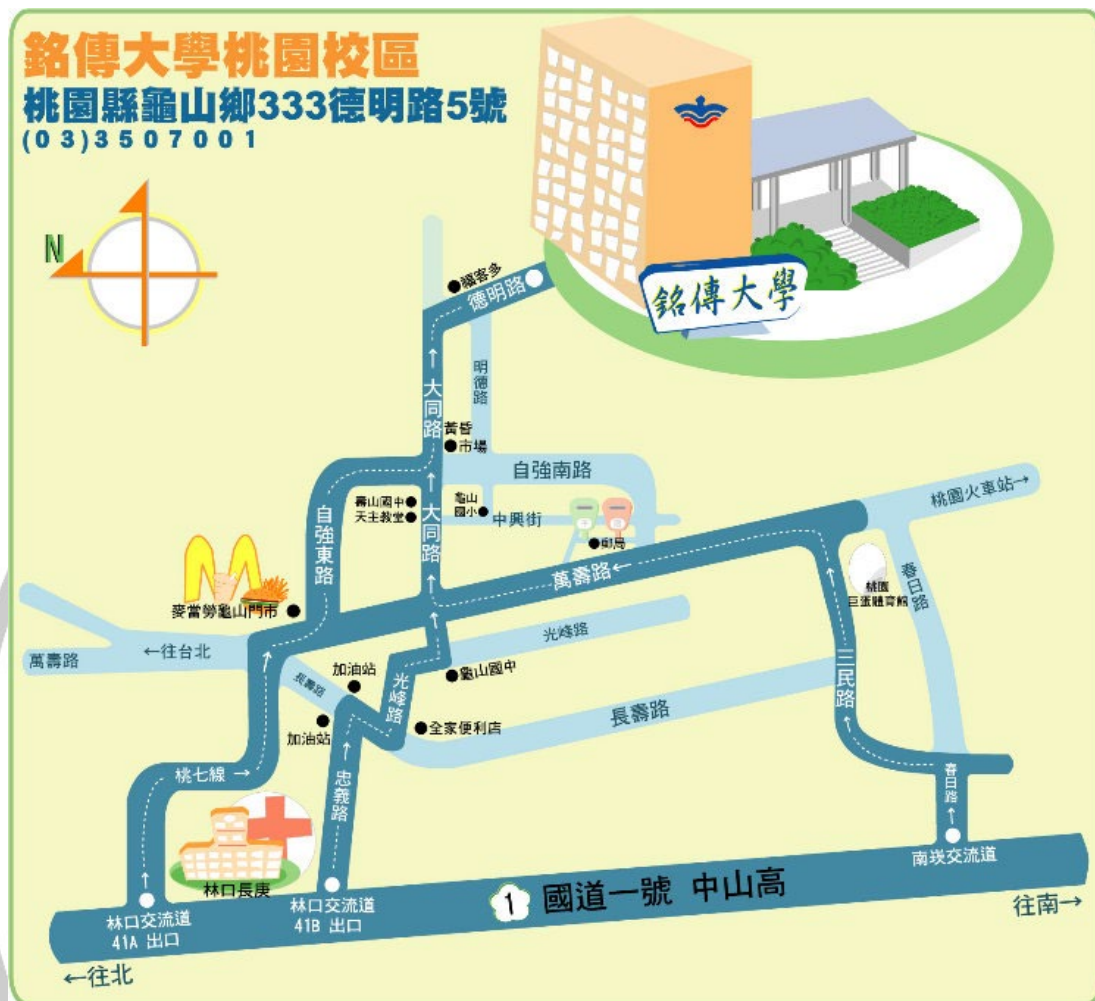 銘傳大學桃園校區
桃園縣龜山鄉333德明路5號
(03)3507001
N
銘傳大學
福客多
德明路
明德路
↑大同路
黃昏
市場
自強南路
壽山國中
天主教堂
↑大同路↑
龜山
國小
中興街
郵局
桃園火車站→
自強東路
萬壽路←
桃園
巨蛋體育館
春日路
麥當勞龜山門市
萬壽路
←往台北
長壽路
加油站
加油站
光峰路
光峰路
龜山國中
全家便利店
長壽路
三民路
桃七線→
↑忠義路
春日路↑
林口長庚
林口交流道
41A 出口
林口交流道
41B 出口
1 國道一號 中山高
南崁交流道
往南→
←往北